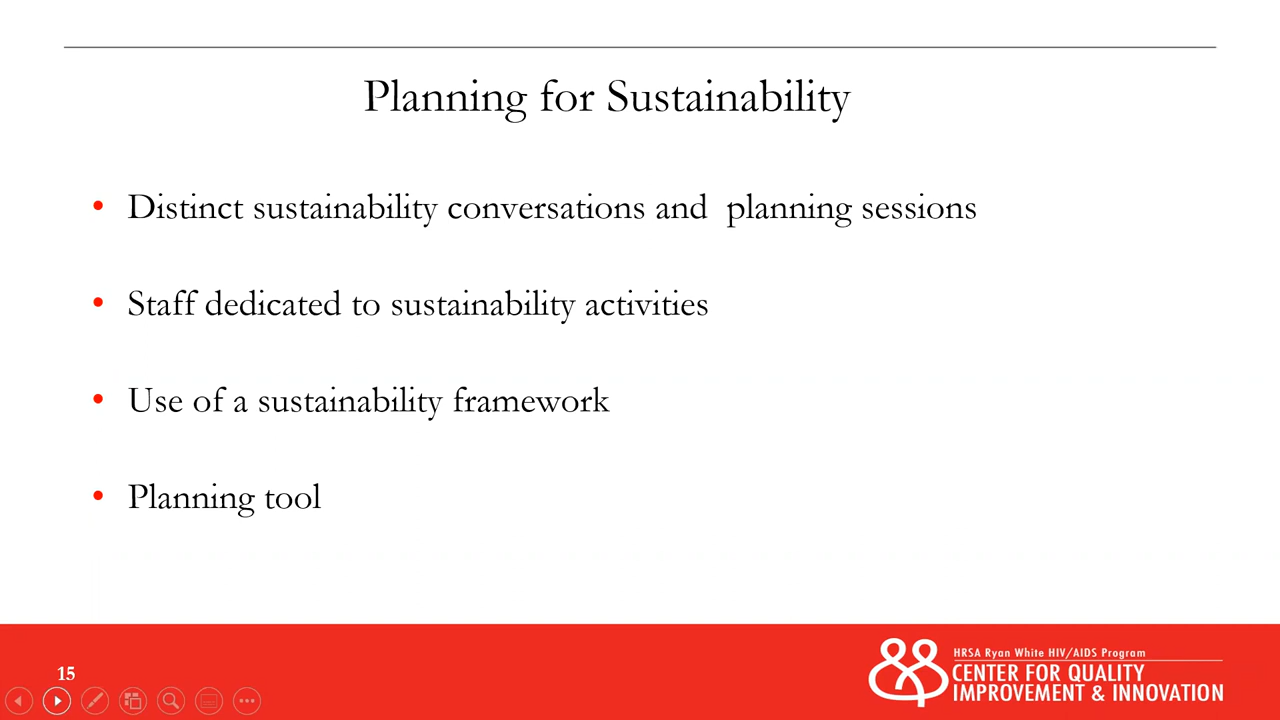 Planning for Sustainability
• Distinct sustainability conversations and  planning sessions
• Staff dedicated to sustainability activities
• Use of a sustainability framework
• Planning tool
15
HRSA Ryan White HIV/AIDS Program
CENTER FOR QUALITY
IMPROVEMENT & INNOVATION